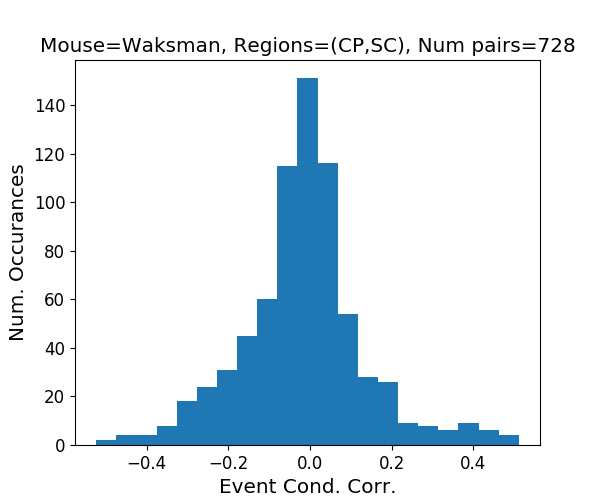 Mouse=Waksman, Regions=(CP,SC), Num pairs=728
Num. Occurances
140
120
100
80
60
40
20
0
−0.4 −0.2 0.0 0.2 0.4
Event Cond. Corr.